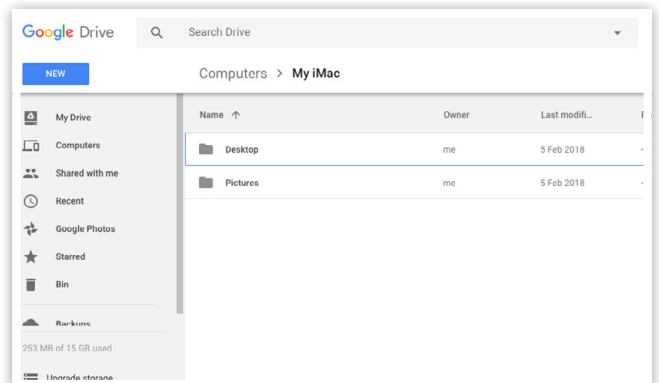 Google Drive
Search Drive
NEW
Computers > My iMac
My Drive
Computers
Shared with me
Recent
Google Photos
Starred
Bin
Backups
253 MB of 15 GB used
Upgrade storage
Name ↑ Owner Last modifi...
Desktop me 5 Feb 2018 -
Pictures me 5 Feb 2018 -